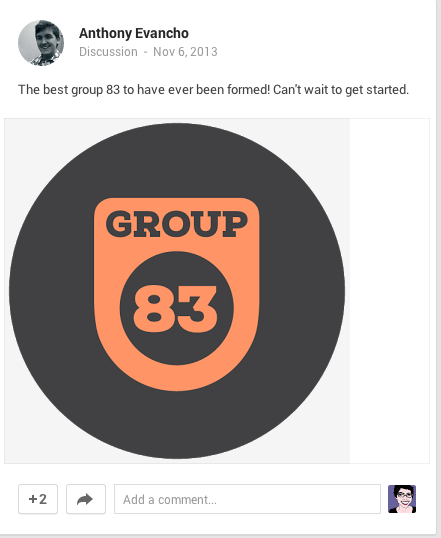 Anthony Evancho
Discussion - Nov 6, 2013
The best group 83 to have ever been formed! Can't wait to get started.
GROUP
83
+2
Add a comment...